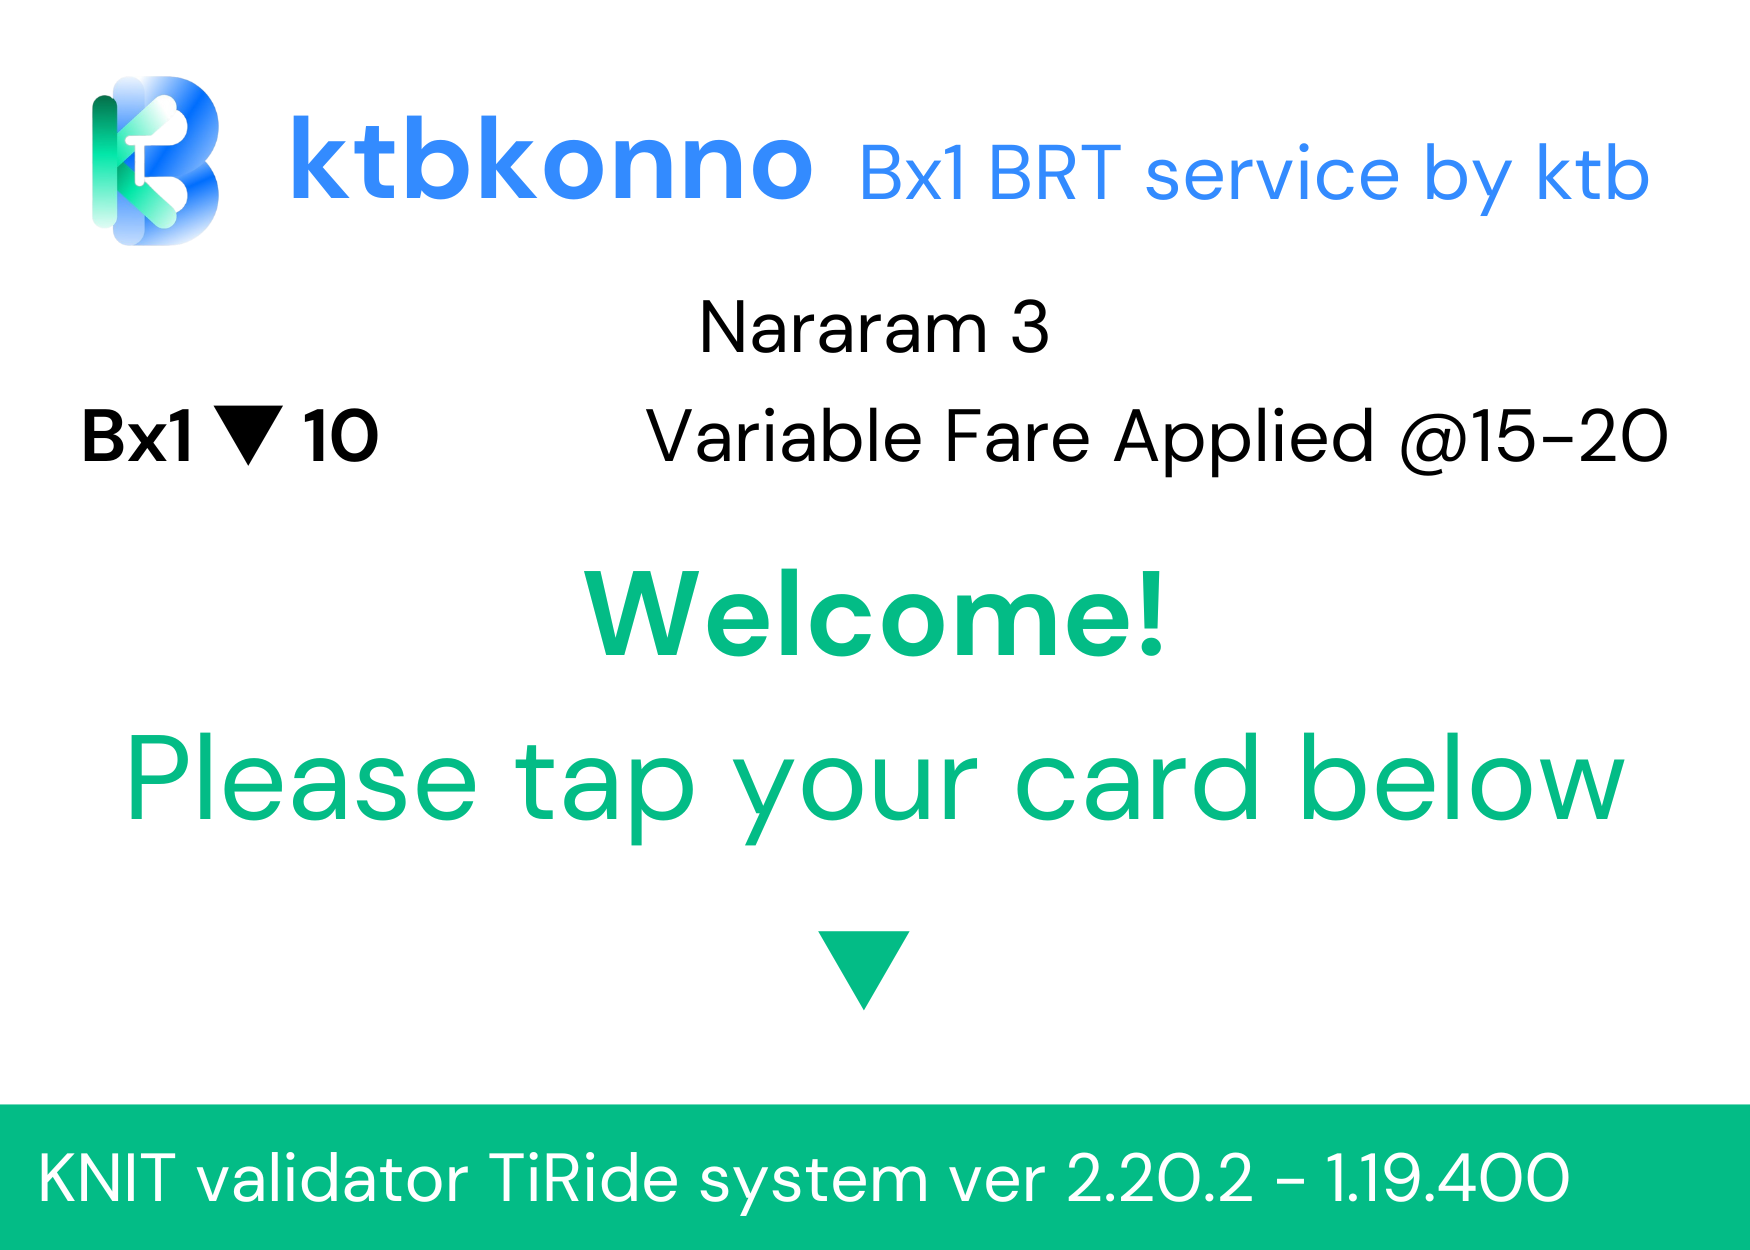 ktbkonno Bx1 BRT service by ktb
Nararam 3
Bx1 ▼ 10 Variable Fare Applied @15-20
Welcome!
Please tap your card below
▼
KNIT validator TiRide system ver 2.20.2 - 1.19.400